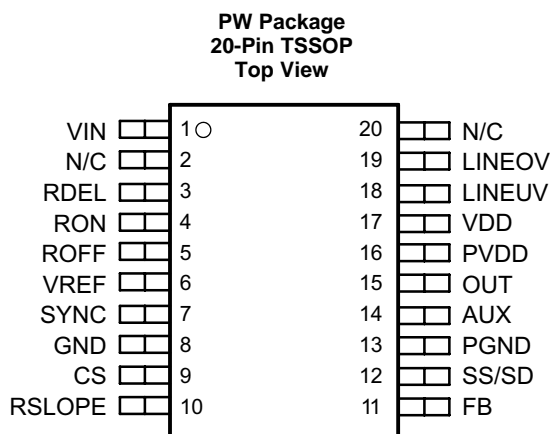 PW Package
20-Pin TSSOP
Top View
VIN 1 20 N/C
N/C 2 19 LINEOV
RDEL 3 18 LINEUV
RON 4 17 VDD
ROFF 5 16 PVDD
VREF 6 15 OUT
SYNC 7 14 AUX
GND 8 13 PGND
CS 9 12 SS/SD
RSLOPE 10 11 FB